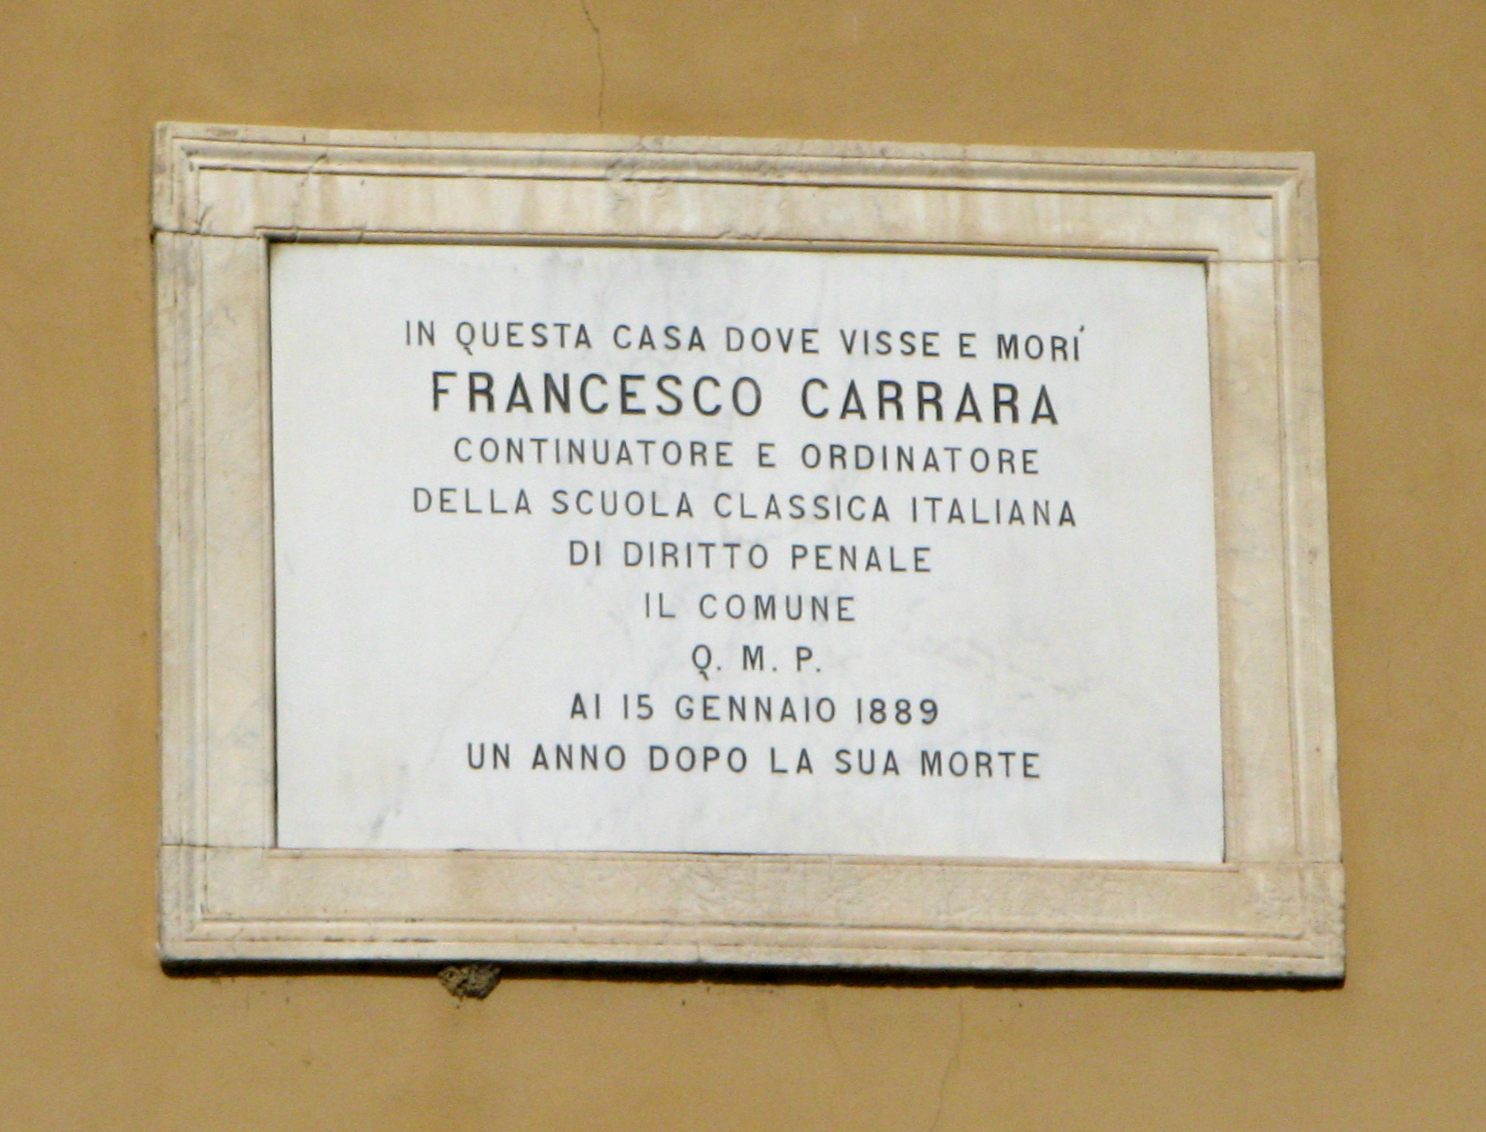 IN QUESTA CASA DOVE VISSE E MORI´
FRANCESCO CARRARA
CONTINUATORE E ORDINATORE
DELLA SCUOLA CLASSICA ITALIANA
DI DIRITTO PENALE
IL COMUNE
Q. M. P.
AI 15 GENNAIO 1889
UN ANNO DOPO LA SUA MORTE